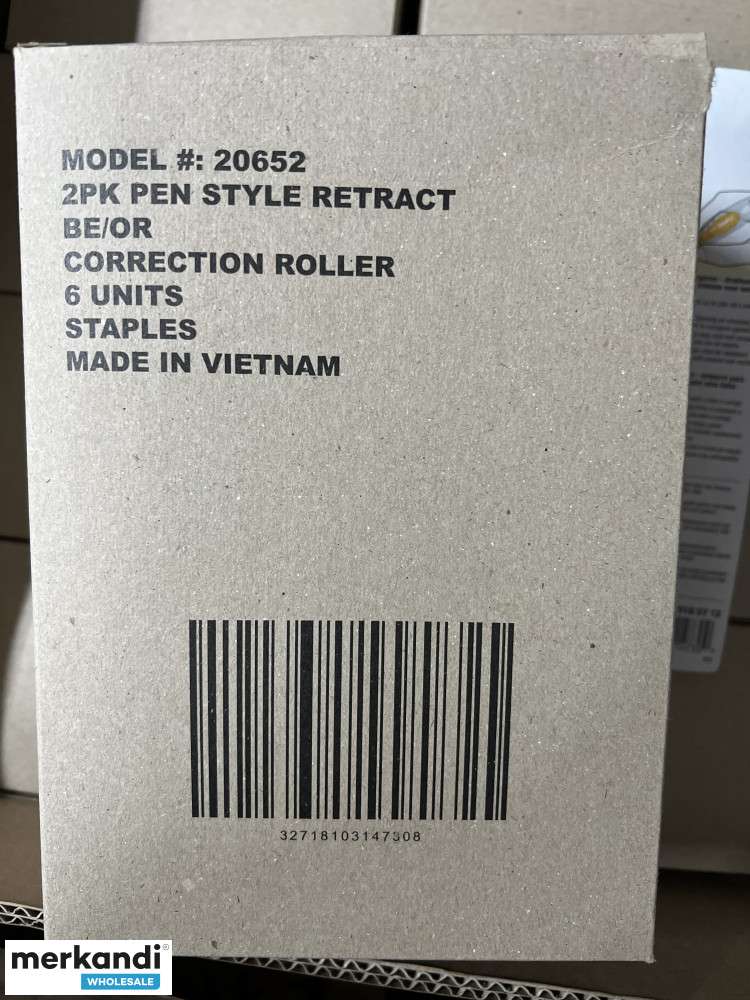 MODEL #: 20652
2PK PEN STYLE RETRACT
BE/OR
CORRECTION ROLLER
6 UNITS
STAPLES
MADE IN VIETNAM
32718103147308
merkandi®
WHOLESALE